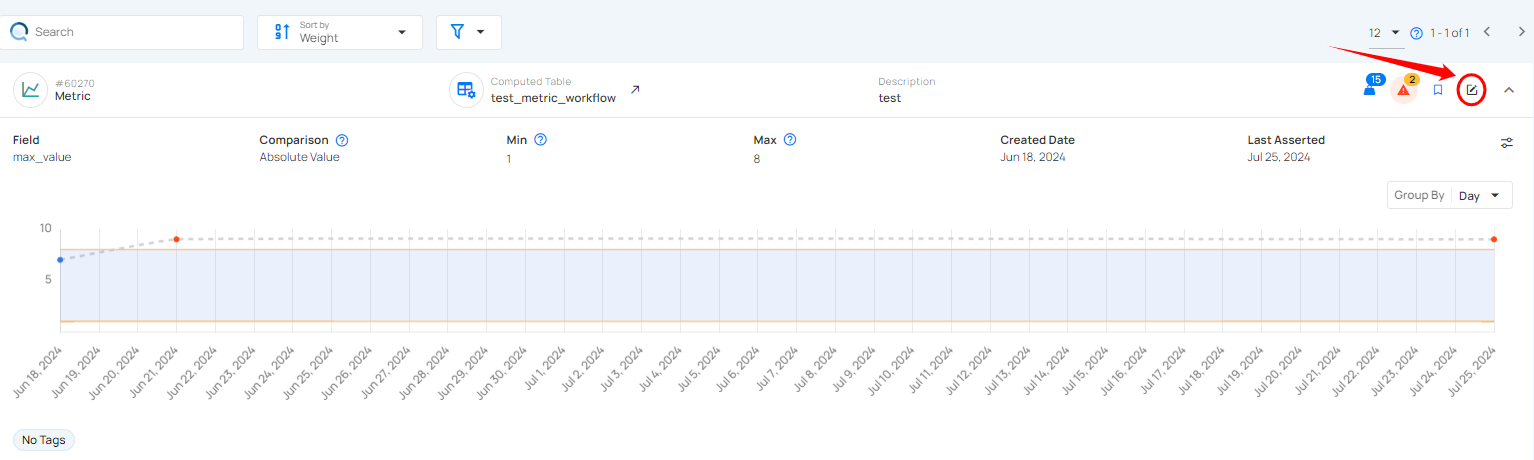 Search
Sort by
Weight
12
1 - 1 of 1
#60270
Metric
Computed Table
test_metric_workflow
Description
test
15
2
Field
max_value
Comparison
Absolute Value
Min
1
Max
8
Created Date
Jun 18, 2024
Last Asserted
Jul 25, 2024
Group By Day
10
5
Jun 18, 2024
Jun 19, 2024
Jun 20, 2024
Jun 21, 2024
Jun 22, 2024
Jun 23, 2024
Jun 24, 2024
Jun 25, 2024
Jun 26, 2024
Jun 27, 2024
Jun 28, 2024
Jun 29, 2024
Jun 30, 2024
Jul 1, 2024
Jul 2, 2024
Jul 3, 2024
Jul 4, 2024
Jul 5, 2024
Jul 6, 2024
Jul 7, 2024
Jul 8, 2024
Jul 9, 2024
Jul 10, 2024
Jul 11, 2024
Jul 12, 2024
Jul 13, 2024
Jul 14, 2024
Jul 15, 2024
Jul 16, 2024
Jul 17, 2024
Jul 18, 2024
Jul 19, 2024
Jul 20, 2024
Jul 21, 2024
Jul 22, 2024
Jul 23, 2024
Jul 24, 2024
Jul 25, 2024
No Tags